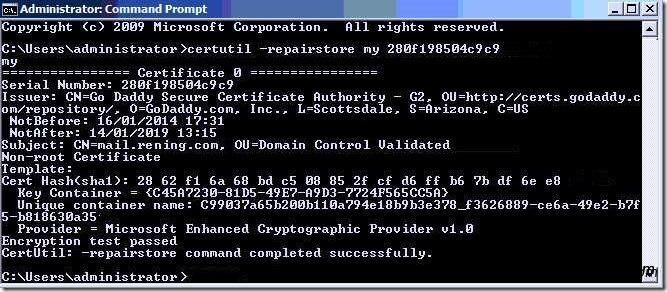 Administrator: Command Prompt
Copyright (c) 2009 Microsoft Corporation. All rights reserved.
C:\Users\administrator>certutil -repairstore my 280f198504c9c9
my
================ Certificate 0 ================
Serial Number: 280f198504c9c9
Issuer: CN=Go Daddy Secure Certificate Authority - G2, OU=http://certs.godaddy.c
om/repository/, O=GoDaddy.com, Inc., L=Scottsdale, S=Arizona, C=US
NotBefore: 16/01/2014 17:31
NotAfter: 14/01/2019 13:15
Subject: CN=mail.rening.com, OU=Domain Control Validated
Non-root Certificate
Template:
Cert Hash(sha1): 28 62 f1 6a 68 bd c5 08 85 2f cf d6 ff b6 7b df 6e e8
Key Container = {C45A7230-81D5-49E7-A9D3-7724F565CC5A}
Unique container name: C99037a65b200b110a794e18b9b3e378_f3626889-ce6a-49e2-b7f
5-b818630a35
Provider = Microsoft Enhanced Cryptographic Provider v1.0
Encryption test passed
CertUtil: -repairstore command completed successfully.
C:\Users\administrator>